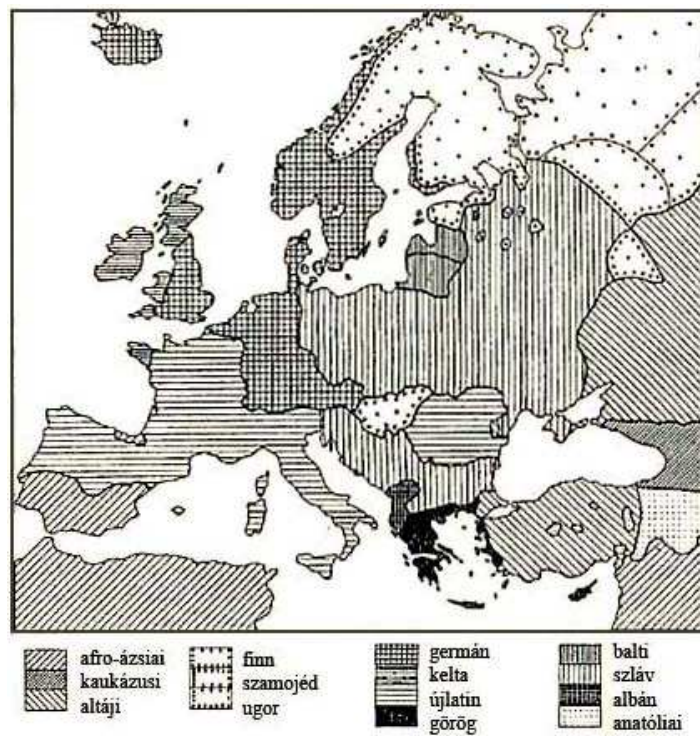 afro-ázsiai
kaukázusi
altáji
finn
szamojéd
ugor
germán
kelta
újlatin
görög
balti
szláv
albán
anatóliai